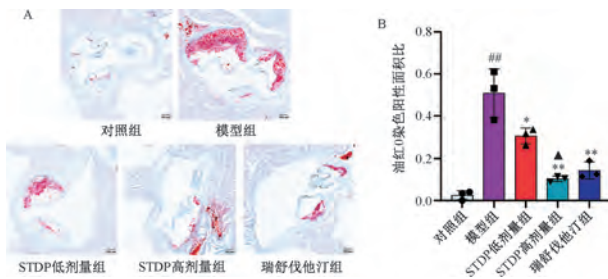 A
对照组
模型组
STDP低剂量组
STDP高剂量组
瑞舒伐他汀组
B
油红0染色阳性面积比
0.8
0.6
0.4
0.2
0.0
##
*
▲
**
**
对照组
模型组
STDP低剂量组
STDP高剂量组
瑞舒伐他汀组